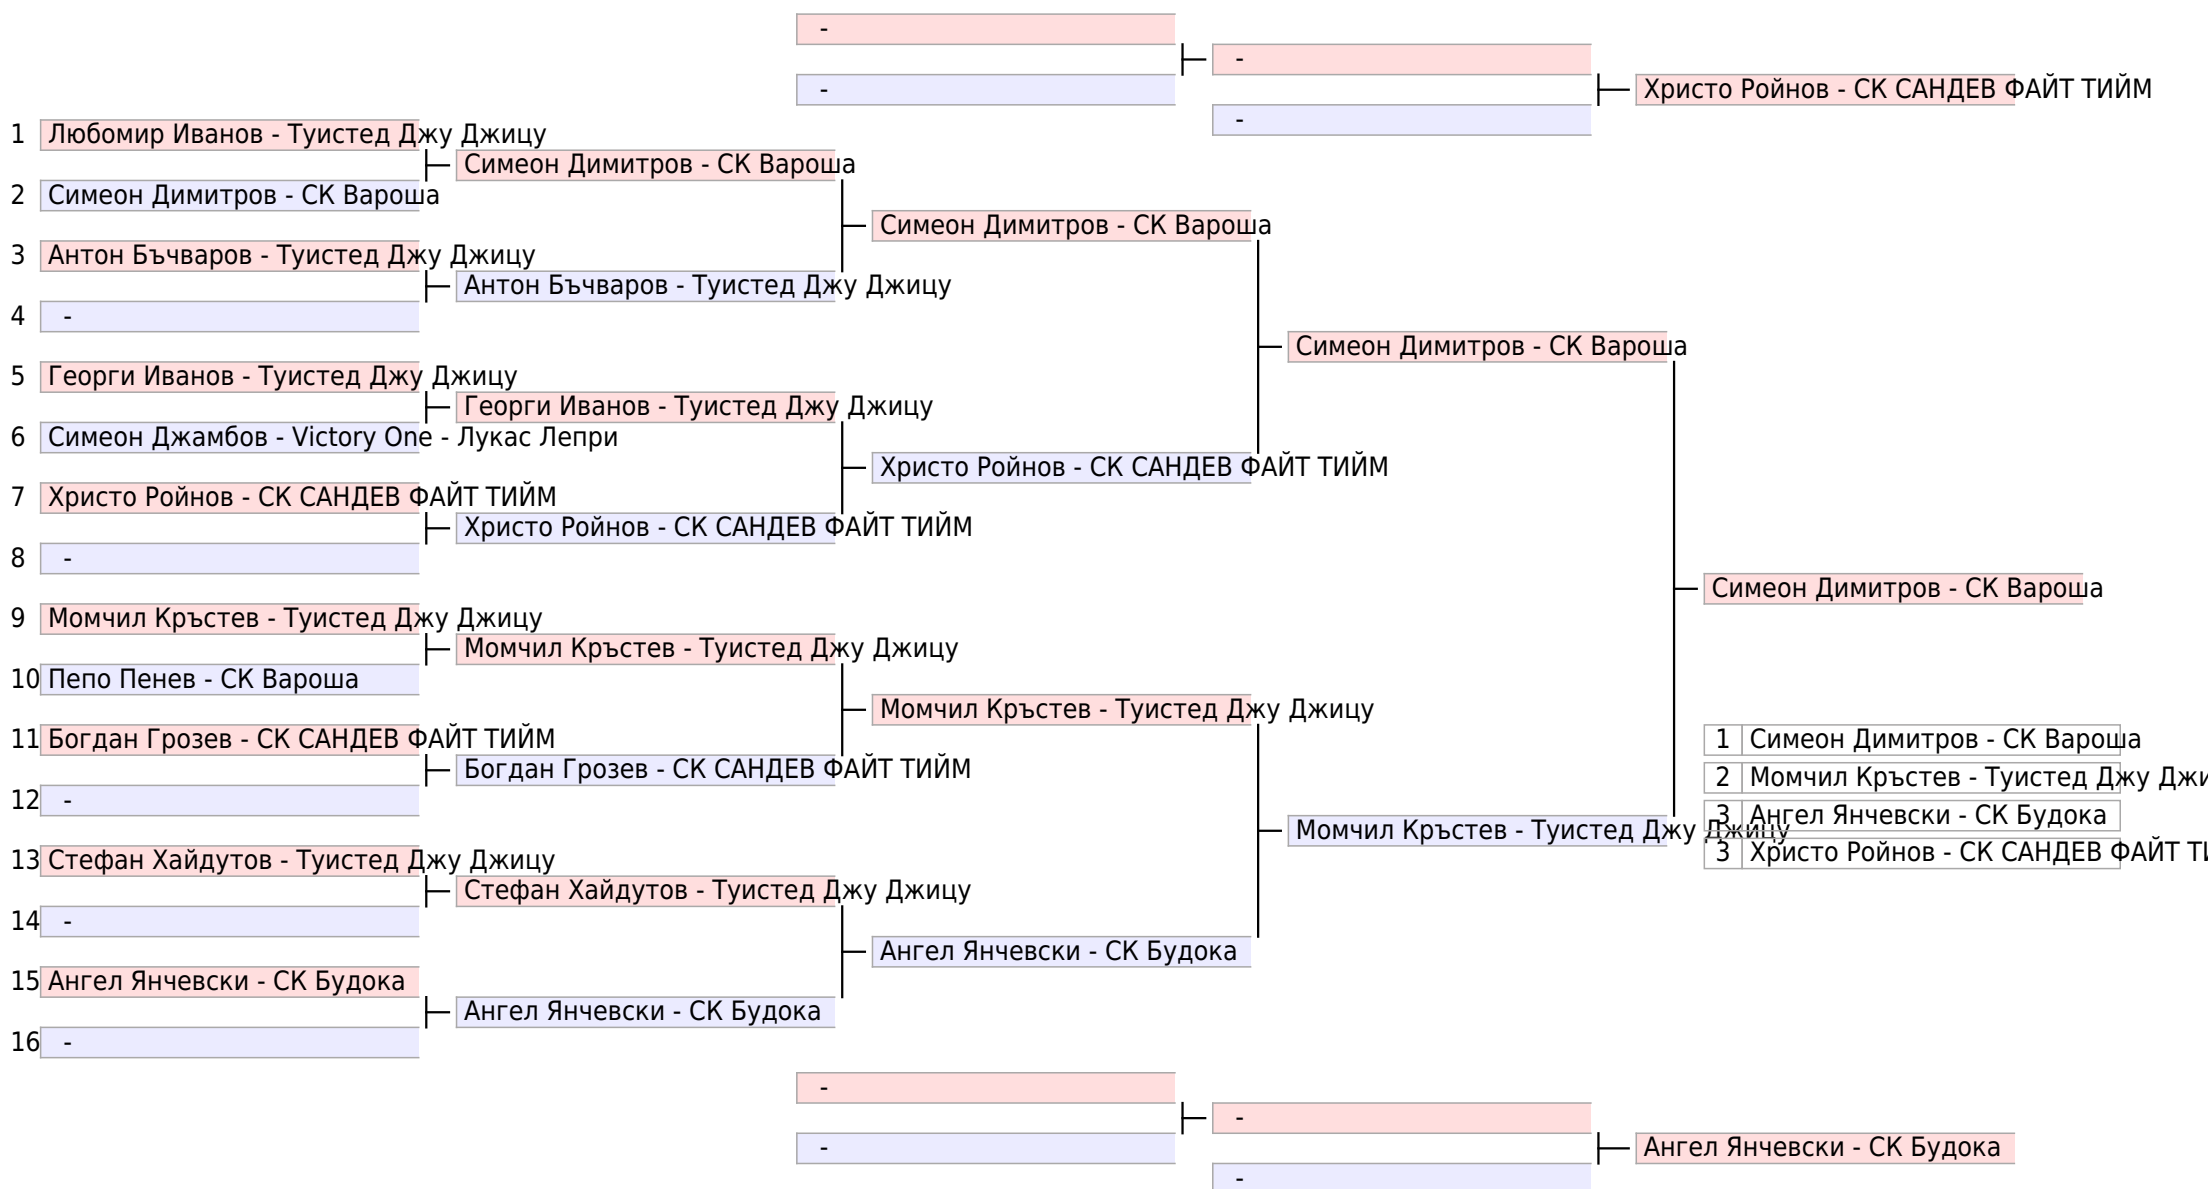 -
-
-
-
Христо Ройнов - СК САНДЕВ ФАЙТ ТИЙМ
1 Любомир Иванов - Туистед Джу Джицу
2 Симеон Димитров - СК Вароша
3 Антон Бъчваров - Туистед Джу Джицу
4 -
5 Георги Иванов - Туистед Джу Джицу
6 Симеон Джамбов - Victory One - Лукас Лепри
7 Христо Ройнов - СК САНДЕВ ФАЙТ ТИЙМ
8 -
9 Момчил Кръстев - Туистед Джу Джицу
10 Пепо Пенев - СК Вароша
11 Богдан Грозев - СК САНДЕВ ФАЙТ ТИЙМ
12 -
13 Стефан Хайдутов - Туистед Джу Джицу
14 -
15 Ангел Янчевски - СК Будока
16 -
Симеон Димитров - СК Вароша
Антон Бъчваров - Туистед Джу Джицу
Георги Иванов - Туистед Джу Джицу
Христо Ройнов - СК САНДЕВ ФАЙТ ТИЙМ
Момчил Кръстев - Туистед Джу Джицу
Богдан Грозев - СК САНДЕВ ФАЙТ ТИЙМ
Стефан Хайдутов - Туистед Джу Джицу
Ангел Янчевски - СК Будока
Симеон Димитров - СК Вароша
Христо Ройнов - СК САНДЕВ ФАЙТ ТИЙМ
Момчил Кръстев - Туистед Джу Джицу
Ангел Янчевски - СК Будока
Симеон Димитров - СК Вароша
Момчил Кръстев - Туистед Джу Джицу
Симеон Димитров - СК Вароша
1 Симеон Димитров - СК Вароша
2 Момчил Кръстев - Туистед Джу Джи
3 Ангел Янчевски - СК Будока
3 Христо Ройнов - СК САНДЕВ ФАЙТ ТИ
-
-
-
-
Ангел Янчевски - СК Будока